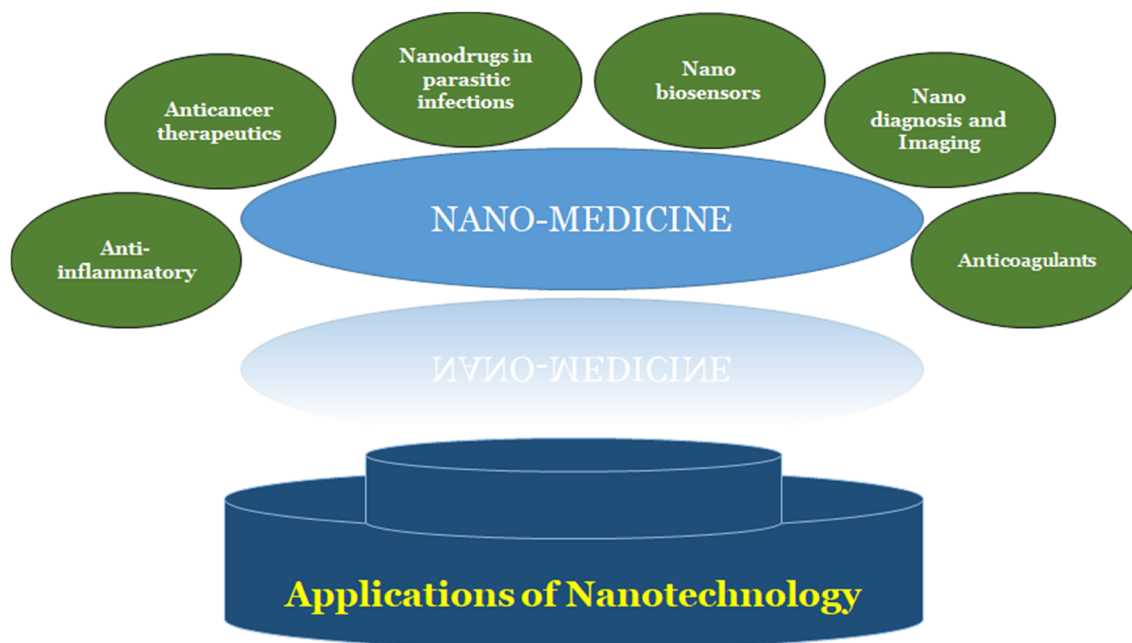 Nanodrugs in
parasitic
infections
Nano
biosensors
Anticancer
therapeutics
Nano
diagnosis and
Imaging
Anti-
inflammatory
NANO-MEDICINE
Anticoagulants
NANO-MEDICINE
Applications of Nanotechnology